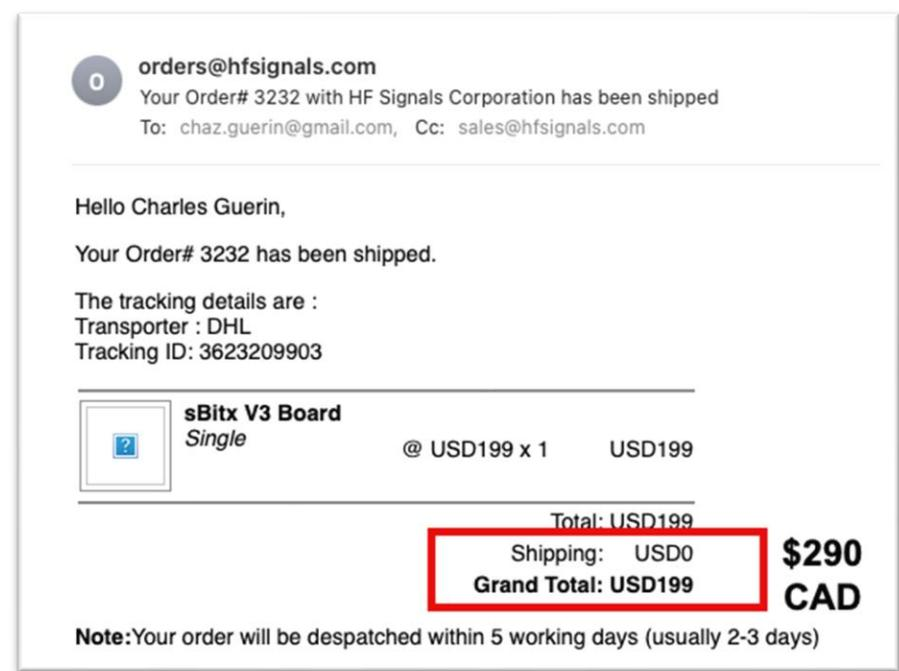 O
orders@hfsignals.com
Your Order# 3232 with HF Signals Corporation has been shipped
To: chaz.guerin@gmail.com, Cc: sales@hfsignals.com
Hello Charles Guerin,
Your Order# 3232 has been shipped.
The tracking details are :
Transporter : DHL
Tracking ID: 3623209903
sBitx V3 Board
Single
@ USD199 x 1 USD199
?
Total: USD199
Shipping: USD0
Grand Total: USD199
$290
CAD
Note:Your order will be despatched within 5 working days (usually 2-3 days)